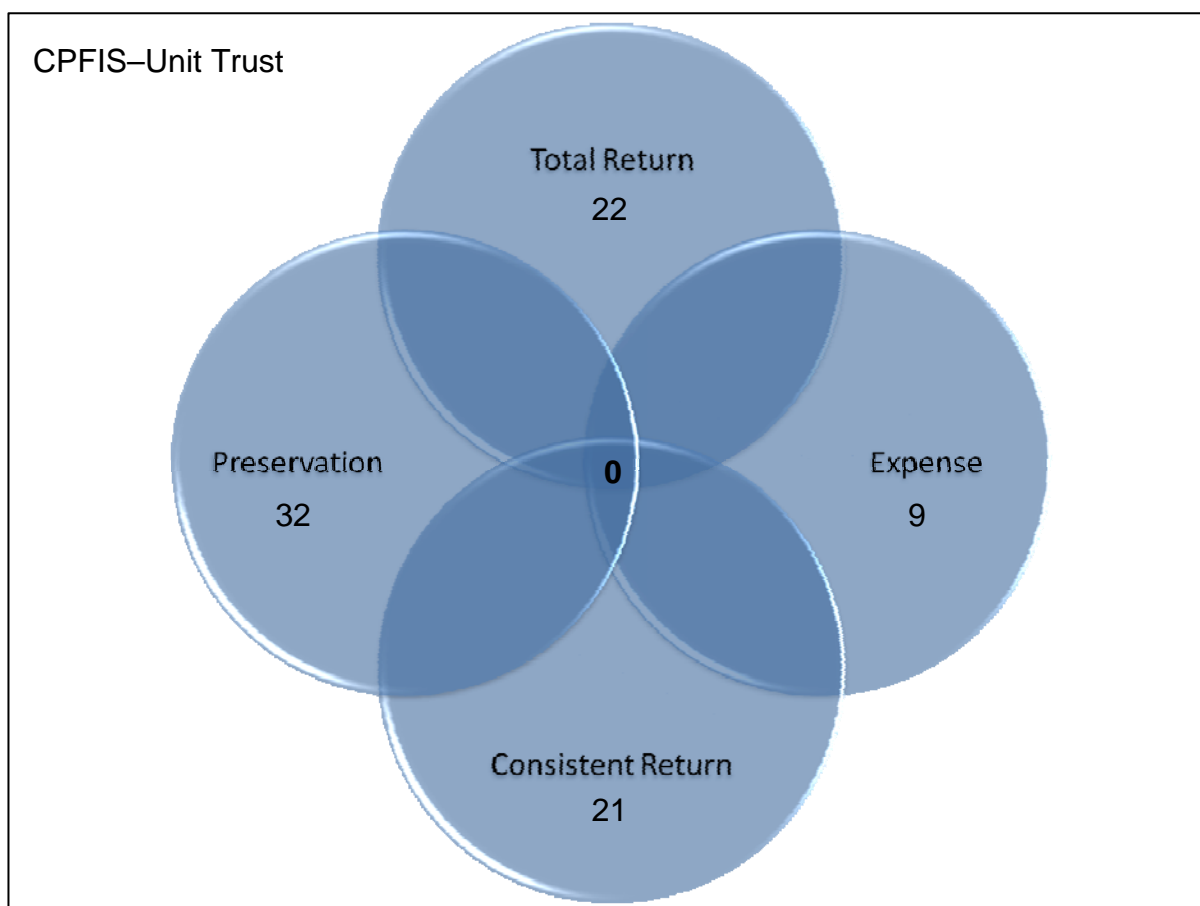 CPFIS–Unit Trust
Total Return
22
Preservation
32
0
Expense
9
Consistent Return
21